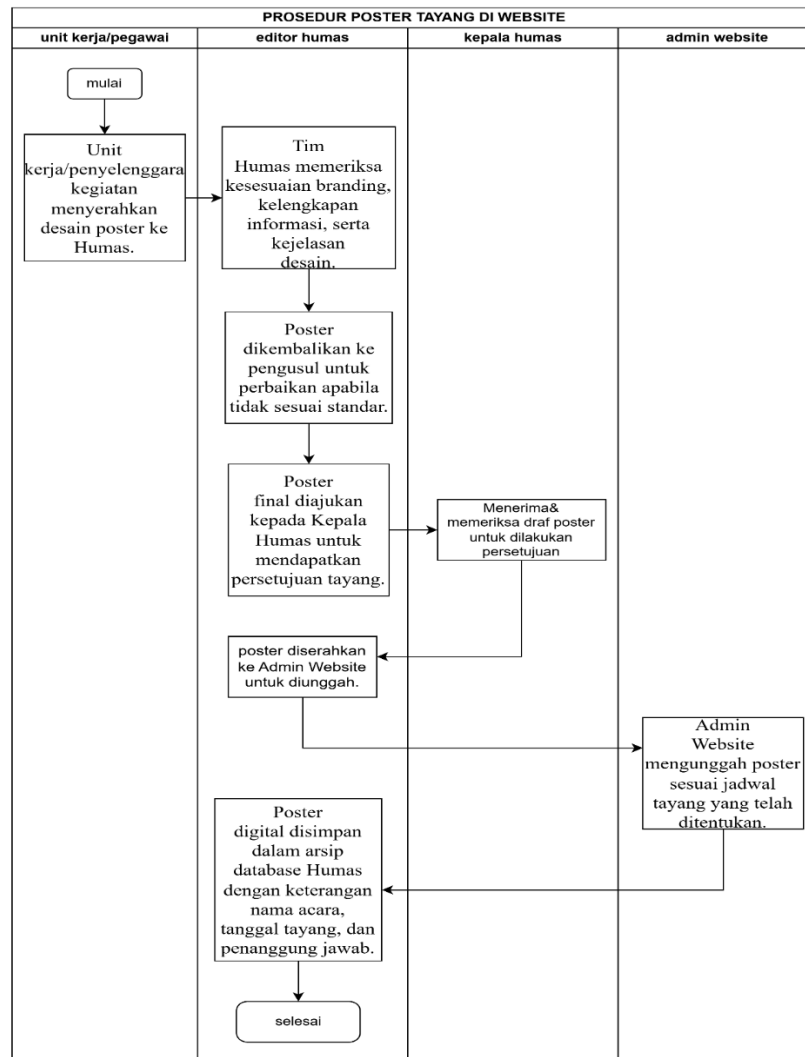 PROSEDUR POSTER TAYANG DI WEBSITE
unit kerja/pegawai
editor humas
kepala humas
admin website
mulai
Unit
kerja/penyelenggara
kegiatan
menyerahkan
desain poster ke
Humas.
Tim
Humas memeriksa
kesesuaian branding,
kelengkapan
informasi, serta
kejelasan
desain.
Poster
dikembalikan ke
pengusul untuk
perbaikan apabila
tidak sesuai standar.
Poster
final diajukan
kepada Kepala
Humas untuk
mendapatkan
persetujuan tayang.
Menerima&
memeriksa draf poster
untuk dilakukan
persetujuan
poster diserahkan
ke Admin Website
untuk diunggah.
Admin
Website
mengunggah poster
sesuai jadwal
tayang yang telah
ditentukan.
Poster
digital disimpan
dalam arsip
database Humas
dengan keterangan
nama acara,
tanggal tayang, dan
penanggung jawab.
selesai